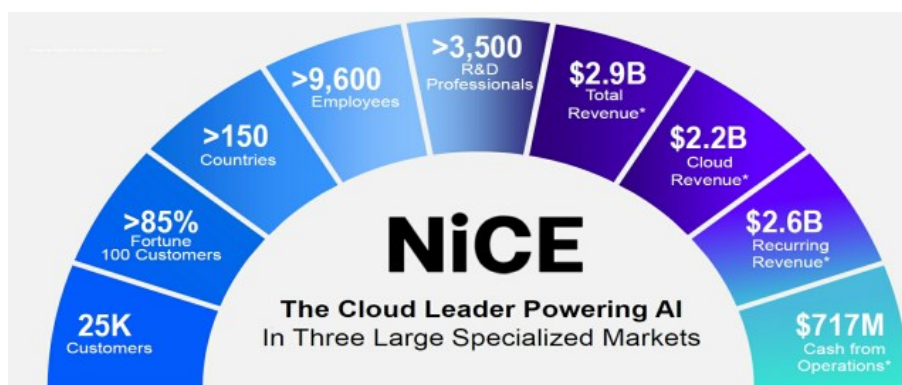 25K
Customers
>85%
Fortune
100 Customers
>150
Countries
>9,600
Employees
>3,500
R&D
Professionals
$2.9B
Total
Revenue*
$2.2B
Cloud
Revenue*
$2.6B
Recurring
Revenue*
$717M
Cash from
Operations*
NiCE
The Cloud Leader Powering AI
In Three Large Specialized Markets